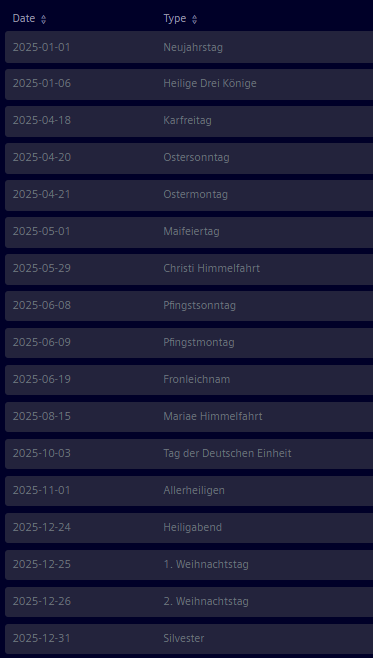 Date Type
2025-01-01 Neujahrstag
2025-01-06 Heilige Drei Könige
2025-04-18 Karfreitag
2025-04-20 Ostersonntag
2025-04-21 Ostermontag
2025-05-01 Maifeiertag
2025-05-29 Christi Himmelfahrt
2025-06-08 Pfingstsonntag
2025-06-09 Pfingstmontag
2025-06-19 Fronleichnam
2025-08-15 Mariae Himmelfahrt
2025-10-03 Tag der Deutschen Einheit
2025-11-01 Allerheiligen
2025-12-24 Heiligabend
2025-12-25 1. Weihnachtstag
2025-12-26 2. Weihnachtstag
2025-12-31 Silvester